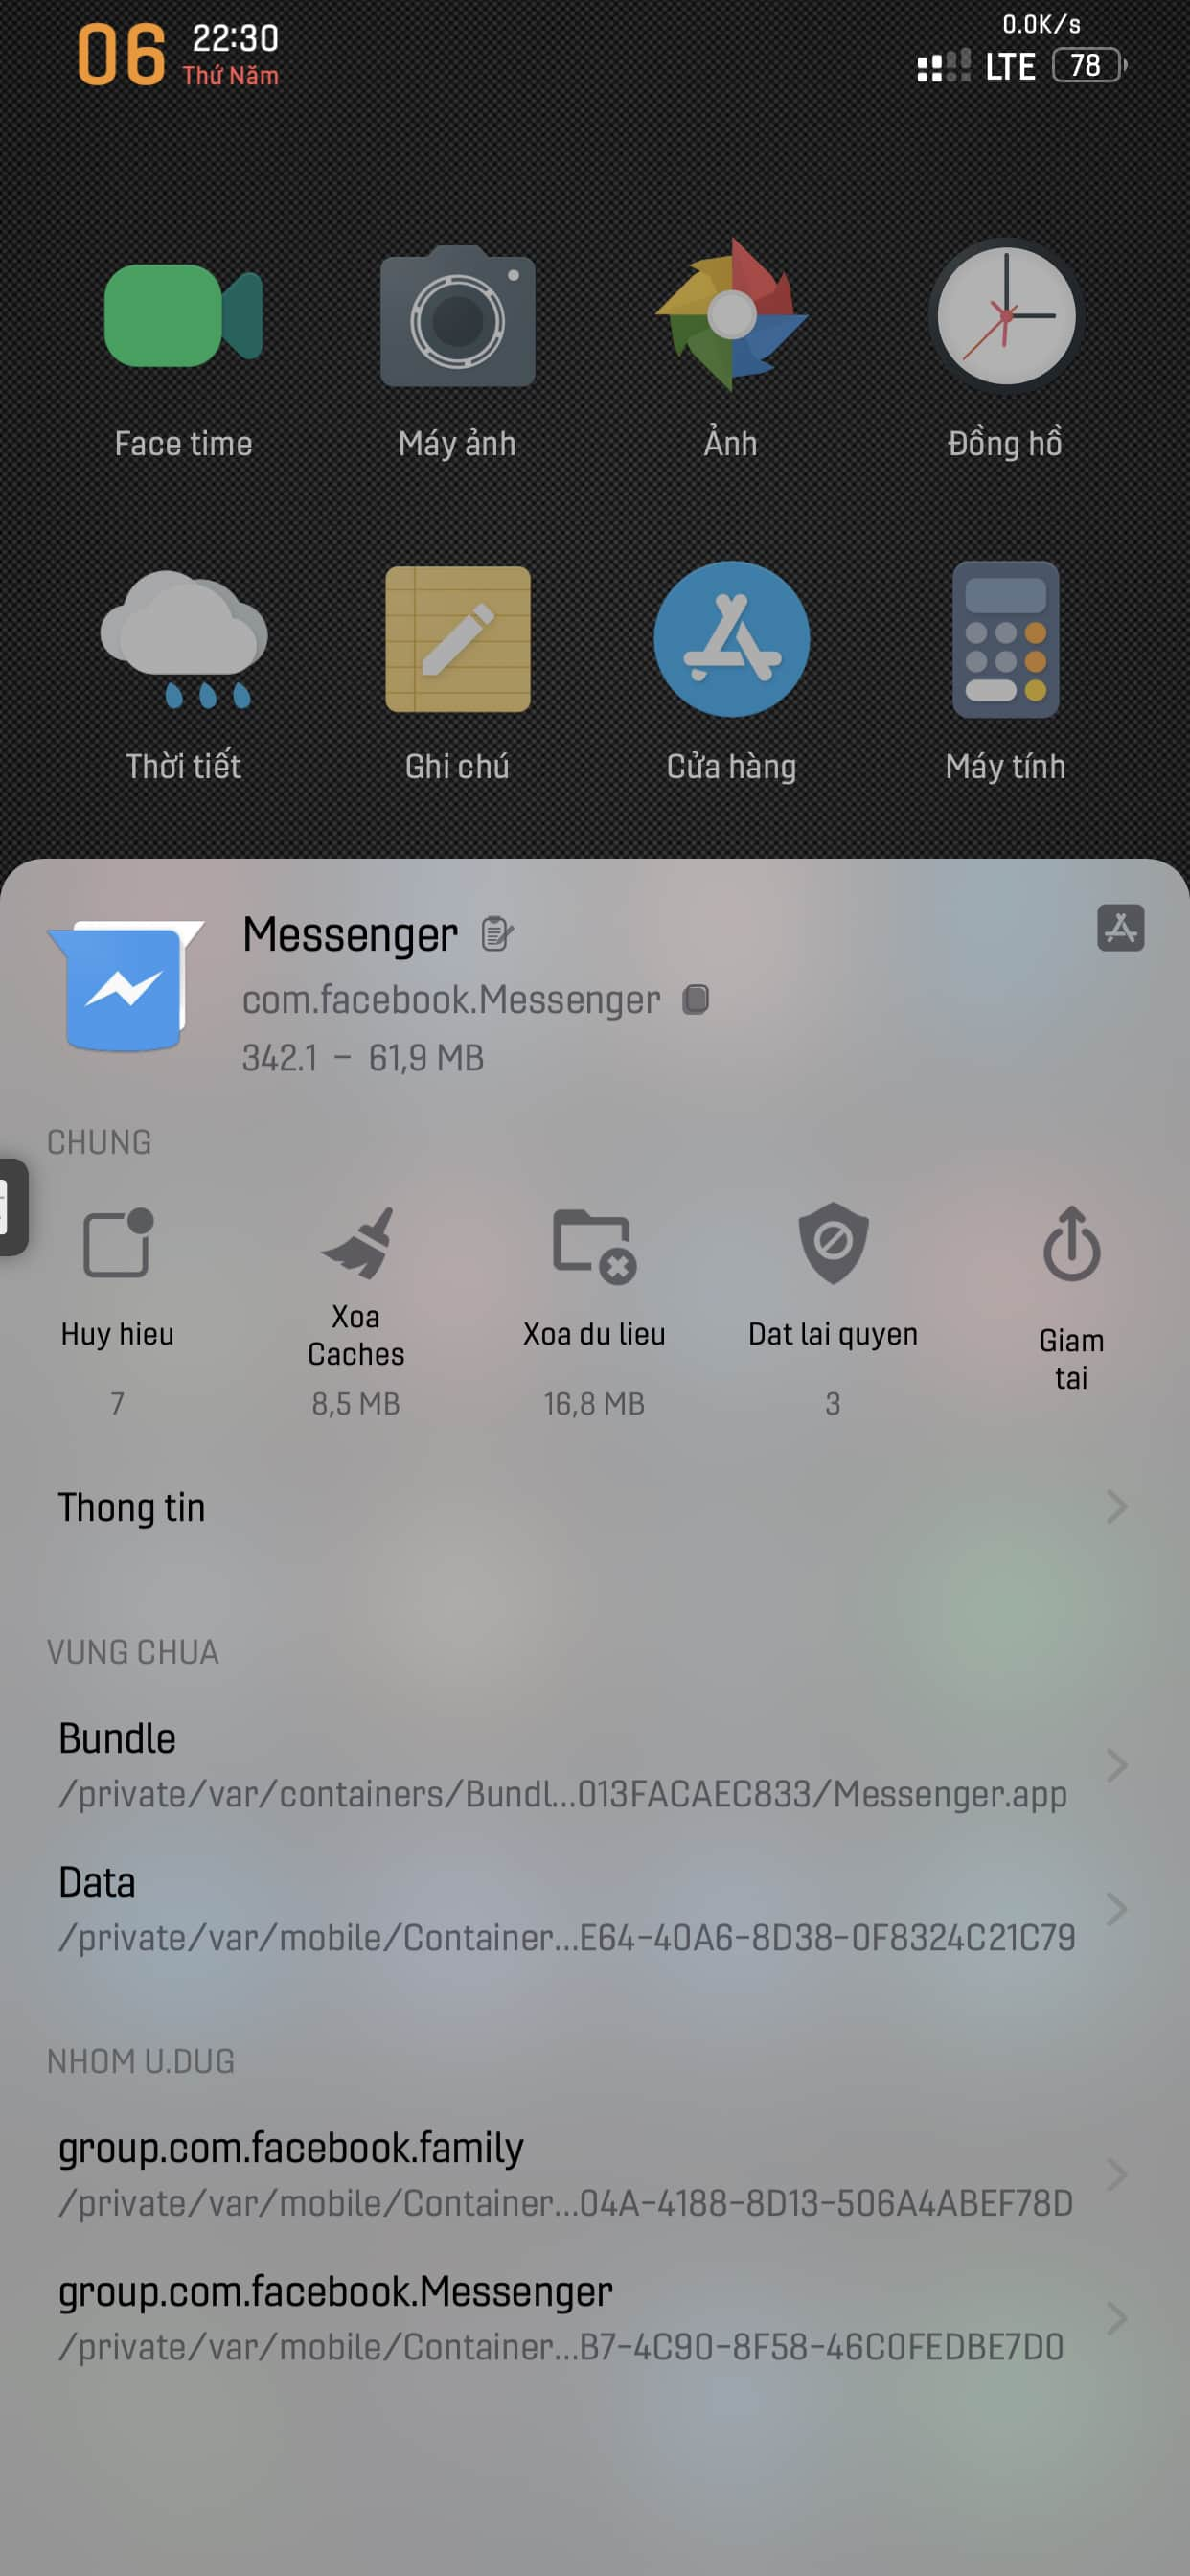 06
22:30
Thứ Năm
0.0K/s
LTE
78
Face time
Máy ảnh
Ảnh
Đồng hồ
Thời tiết
Ghi chú
Cửa hàng
Máy tính
Messenger
com.facebook.Messenger
342.1 – 61,9 MB
CHUNG
Huy hieu
7
Xoa
Caches
8,5 MB
Xoa du lieu
16,8 MB
Dat lai quyen
3
Giam
tai
Thong tin
VUNG CHUA
Bundle
/private/var/containers/Bundl...013FACAEC833/Messenger.app
Data
/private/var/mobile/Container...E64-40A6-8D38-0F8324C21C79
NHOM U.DUG
group.com.facebook.family
/private/var/mobile/Container...04A-4188-8D13-506A4ABEF78D
group.com.facebook.Messenger
/private/var/mobile/Container...B7-4C90-8F58-46C0FEDBE7D0